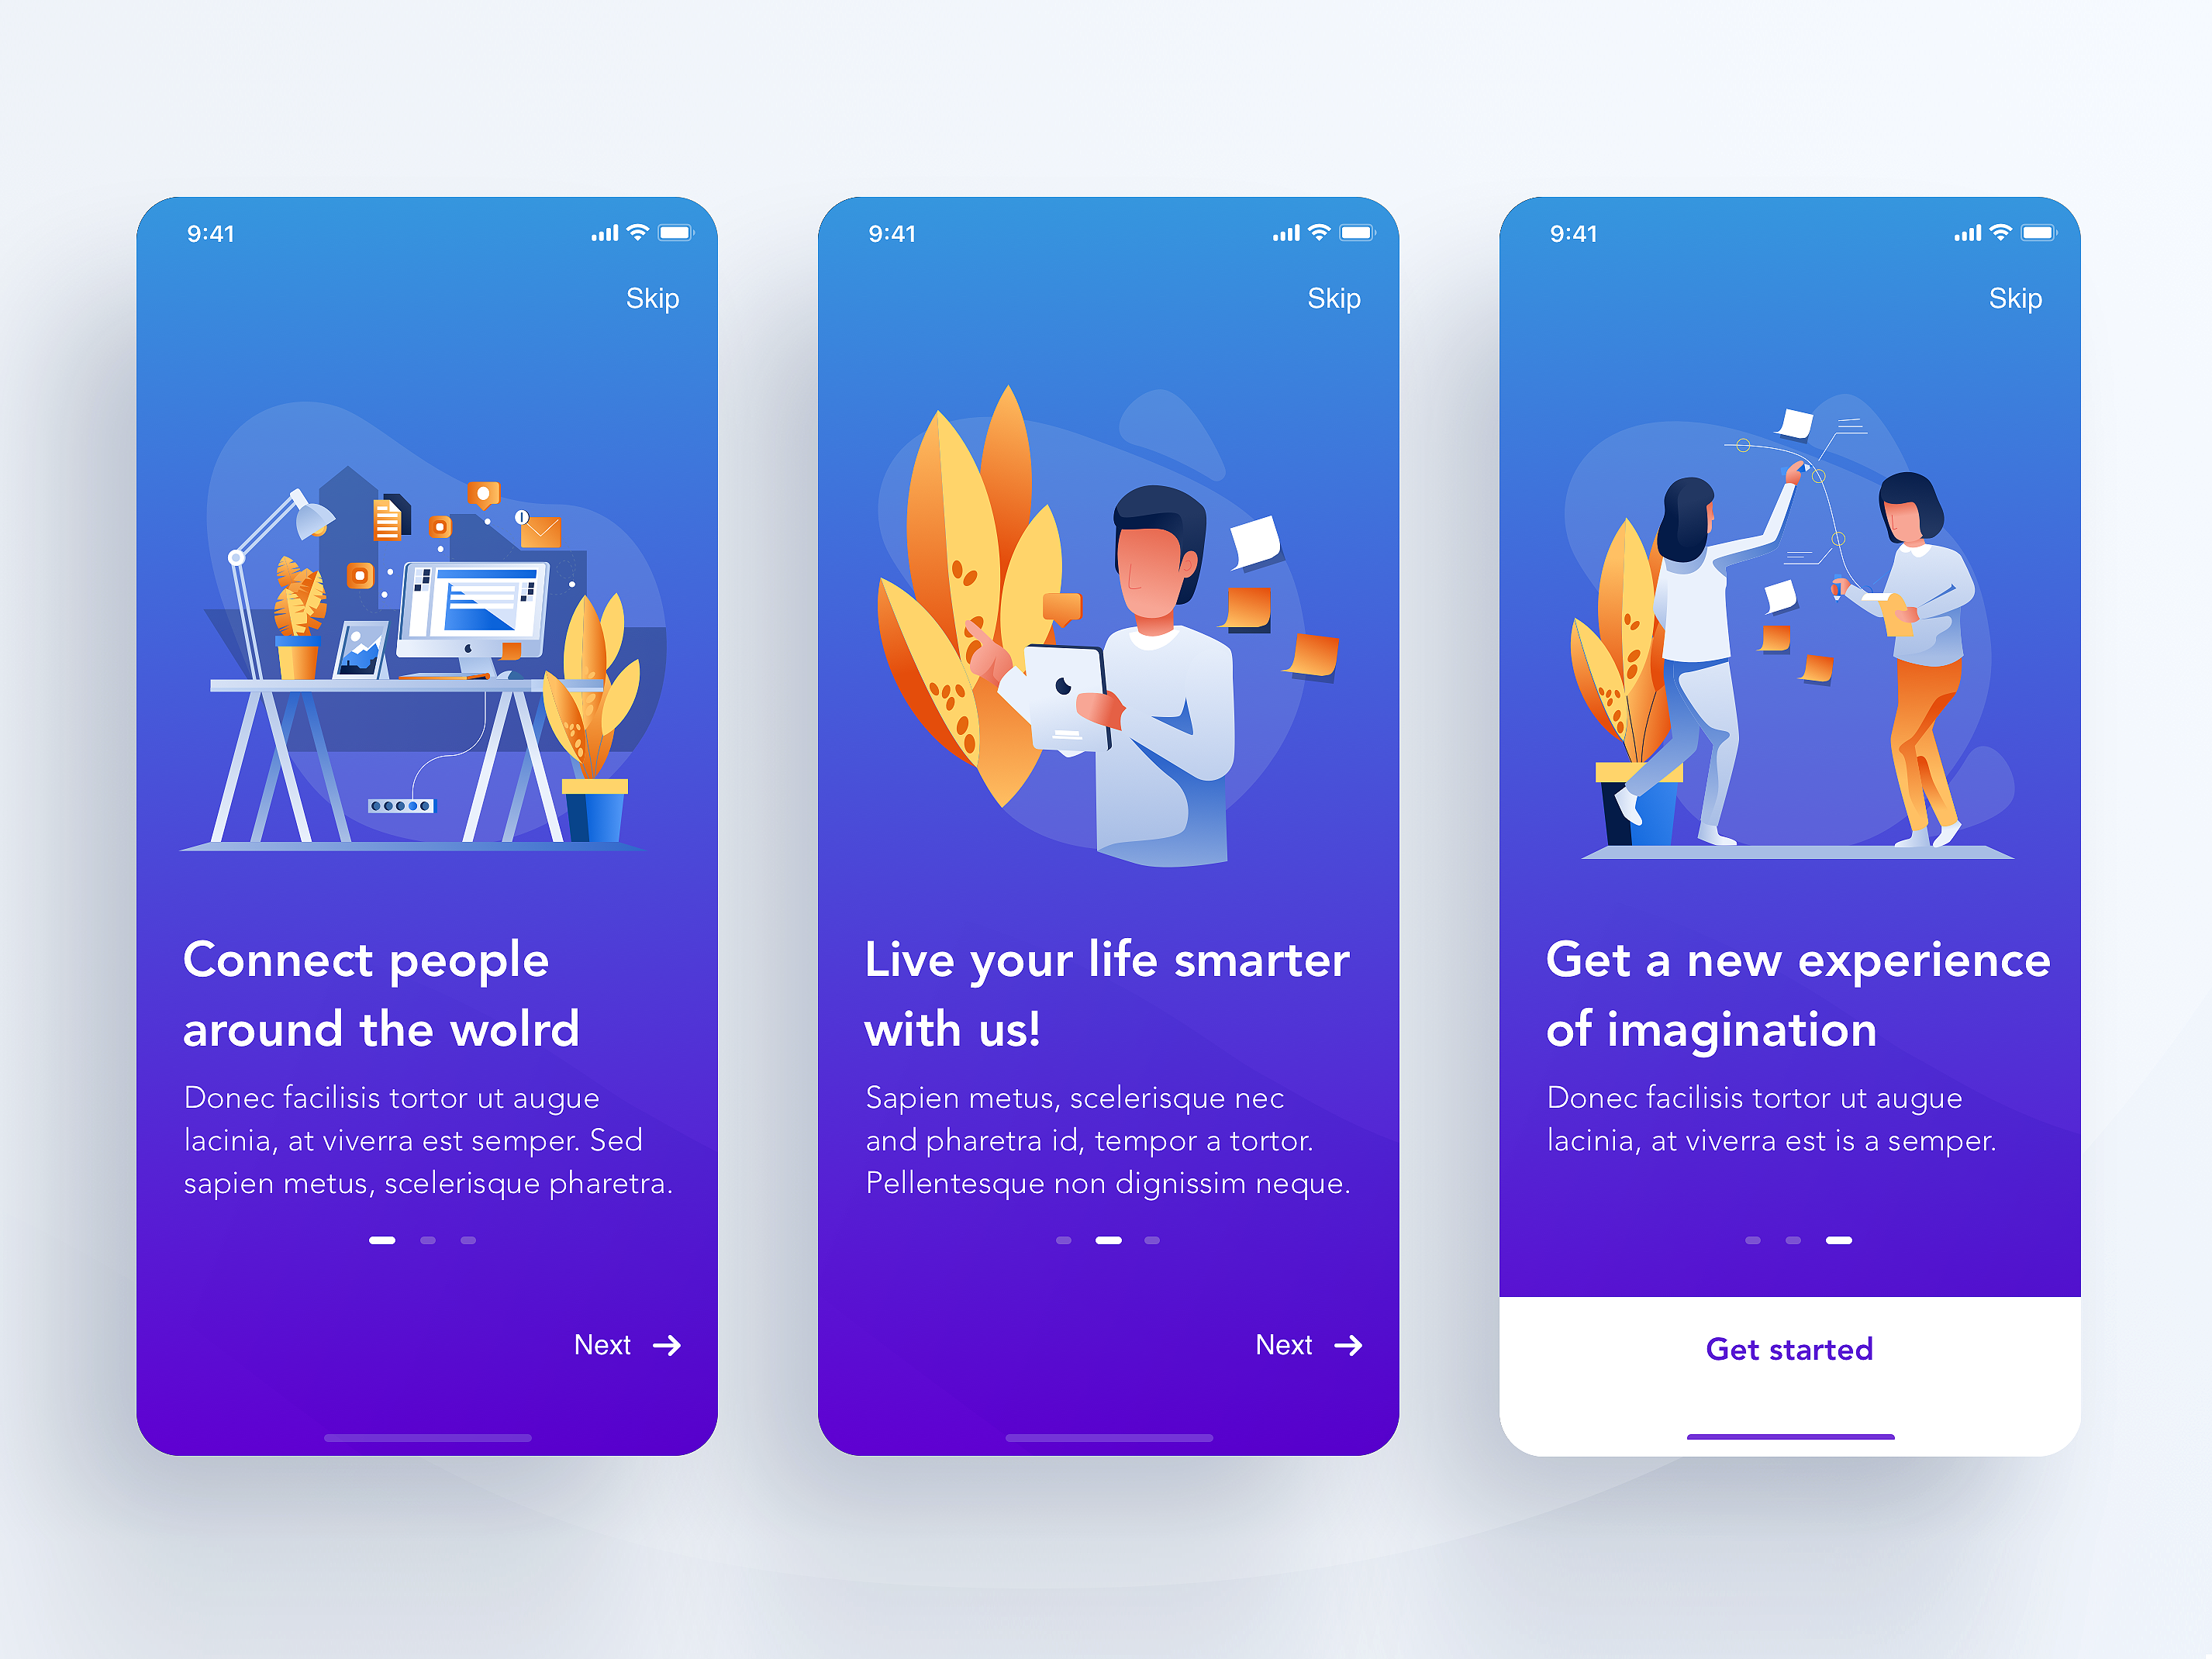 9:41
Skip
Connect people
around the wolrd
Donec facilisis tortor ut augue
lacinia, at viverra est semper. Sed
sapien metus, scelerisque pharetra.
Next
9:41
Skip
Live your life smarter
with us!
Sapien metus, scelerisque nec
and pharetra id, tempor a tortor.
Pellentesque non dignissim neque.
Next
9:41
Skip
Get a new experience
of imagination
Donec facilisis tortor ut augue
lacinia, at viverra est is a semper.
Get started